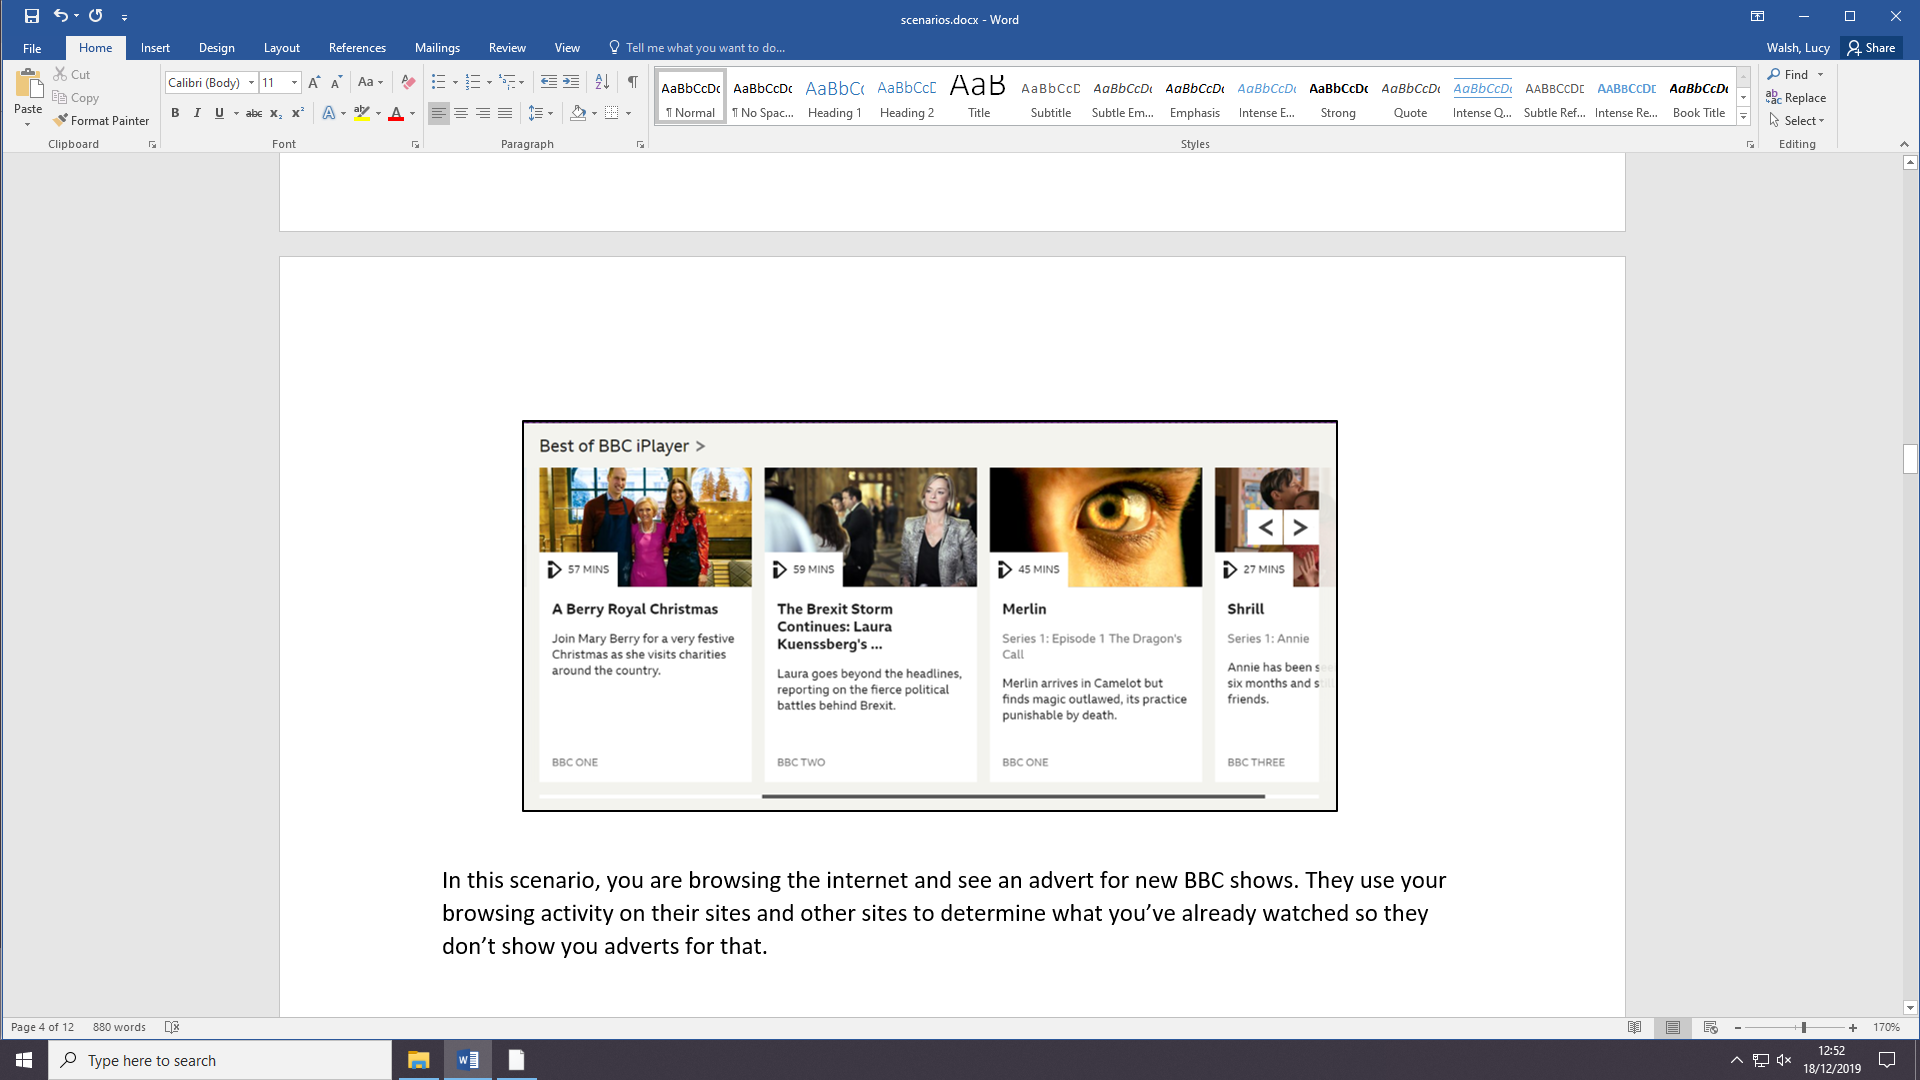 scenarios.docx - Word
File Home Insert Design Layout References Mailings Review View Tell me what you want to do... Walsh, Lucy Share
Paste
Cut
Copy
Format Painter
Clipboard
Calibri (Body) 11
Aa
B I U abc X₂ X² A A
Font
Paragraph
AaBbCcDc AaBbCcDc AaBbCc AaBbCcD AaB AaBbCcD AaBbCcDc AaBbCcDc AaBbCcDc AaBbCcDc AaBbCcDc AaBbCcDc AaBbCcDd AaBbCcDd AaBbCcDc
¶ Normal ¶ No Spac... Heading 1 Heading 2 Title Subtitle Subtle Em... Emphasis Intense E... Strong Quote Intense Q... Subtle Ref... Intense Re... Book Title
Styles
Find
Replace
Select
Editing
Best of BBC iPlayer >
57 MINS
A Berry Royal Christmas
Join Mary Berry for a very festive
Christmas as she visits charities
around the country.
BBC ONE
59 MINS
The Brexit Storm
Continues: Laura
Kuenssberg's ...
Laura goes beyond the headlines,
reporting on the fierce political
battles behind Brexit.
BBC TWO
45 MINS
Merlin
Series 1: Episode 1 The Dragon's
Call
Merlin arrives in Camelot but
finds magic outlawed, its practice
punishable by death.
BBC ONE
27 MINS
Shrill
Series 1: Annie
Annie has been
six months and
friends.
BBC THREE
In this scenario, you are browsing the internet and see an advert for new BBC shows. They use your
browsing activity on their sites and other sites to determine what you've already watched so they
don't show you adverts for that.
Page 4 of 12 880 words 170%
Type here to search
12:52
18/12/2019